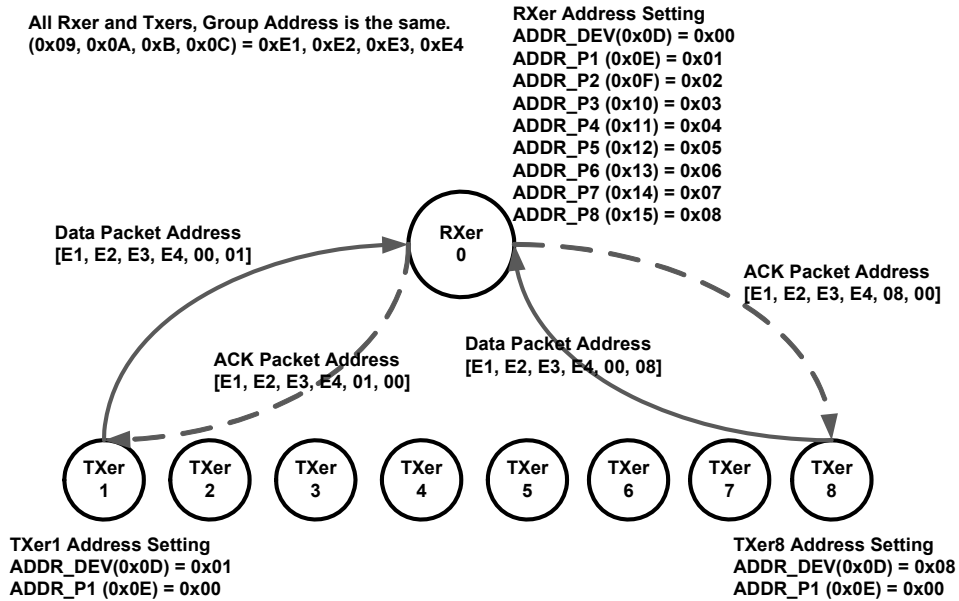 All Rxer and Txers, Group Address is the same.
(0x09, 0x0A, 0xB, 0x0C) = 0xE1, 0xE2, 0xE3, 0xE4
RXer Address Setting
ADDR_DEV(0x0D) = 0x00
ADDR_P1 (0x0E) = 0x01
ADDR_P2 (0x0F) = 0x02
ADDR_P3 (0x10) = 0x03
ADDR_P4 (0x11) = 0x04
ADDR_P5 (0x12) = 0x05
ADDR_P6 (0x13) = 0x06
ADDR_P7 (0x14) = 0x07
ADDR_P8 (0x15) = 0x08
RXer
0
Data Packet Address
[E1, E2, E3, E4, 00, 01]
ACK Packet Address
[E1, E2, E3, E4, 08, 00]
ACK Packet Address
[E1, E2, E3, E4, 01, 00]
Data Packet Address
[E1, E2, E3, E4, 00, 08]
TXer
1
TXer
2
TXer
3
TXer
4
TXer
5
TXer
6
TXer
7
TXer
8
TXer1 Address Setting
ADDR_DEV(0x0D) = 0x01
ADDR_P1 (0x0E) = 0x00
TXer8 Address Setting
ADDR_DEV(0x0D) = 0x08
ADDR_P1 (0x0E) = 0x00